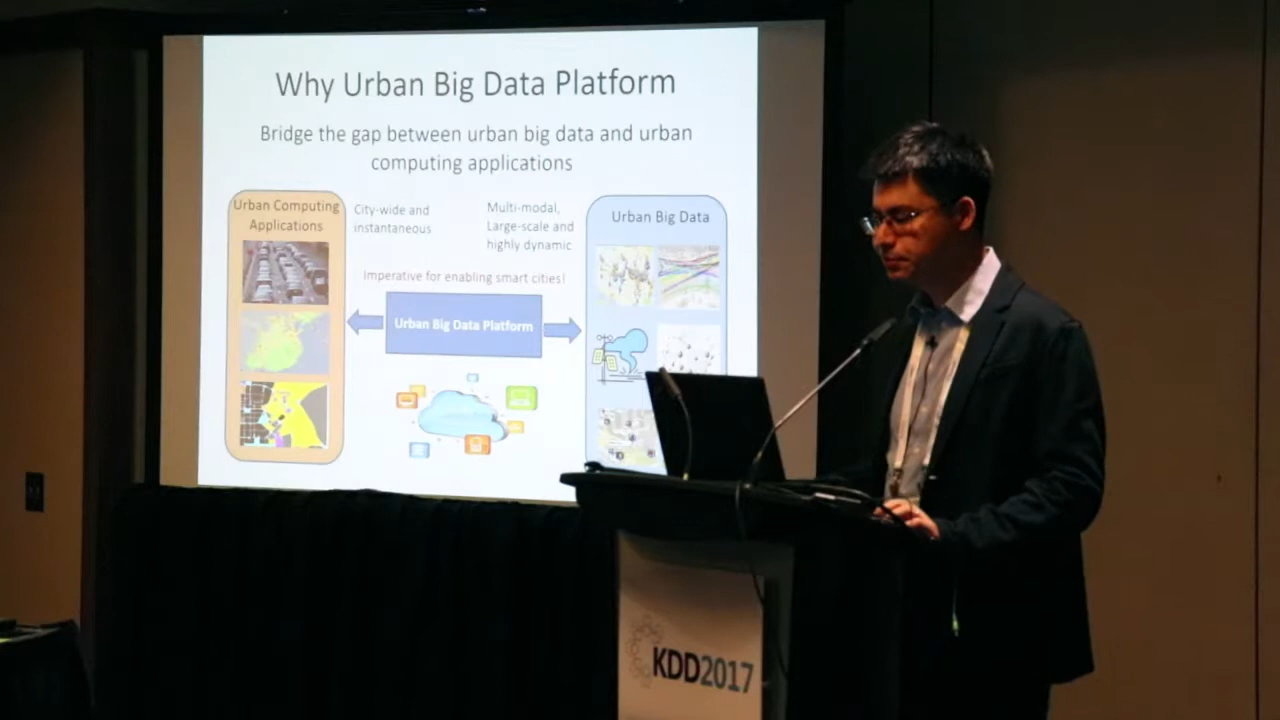 Why Urban Big Data Platform
Bridge the gap between urban big data and urban
computing applications
Urban Computing
Applications
City-wide and
instantaneous
Multi-modal,
Large-scale and
highly dynamic
Urban Big Data
Imperative for enabling smart cities!
Urban Big Data Platform
KDD2017